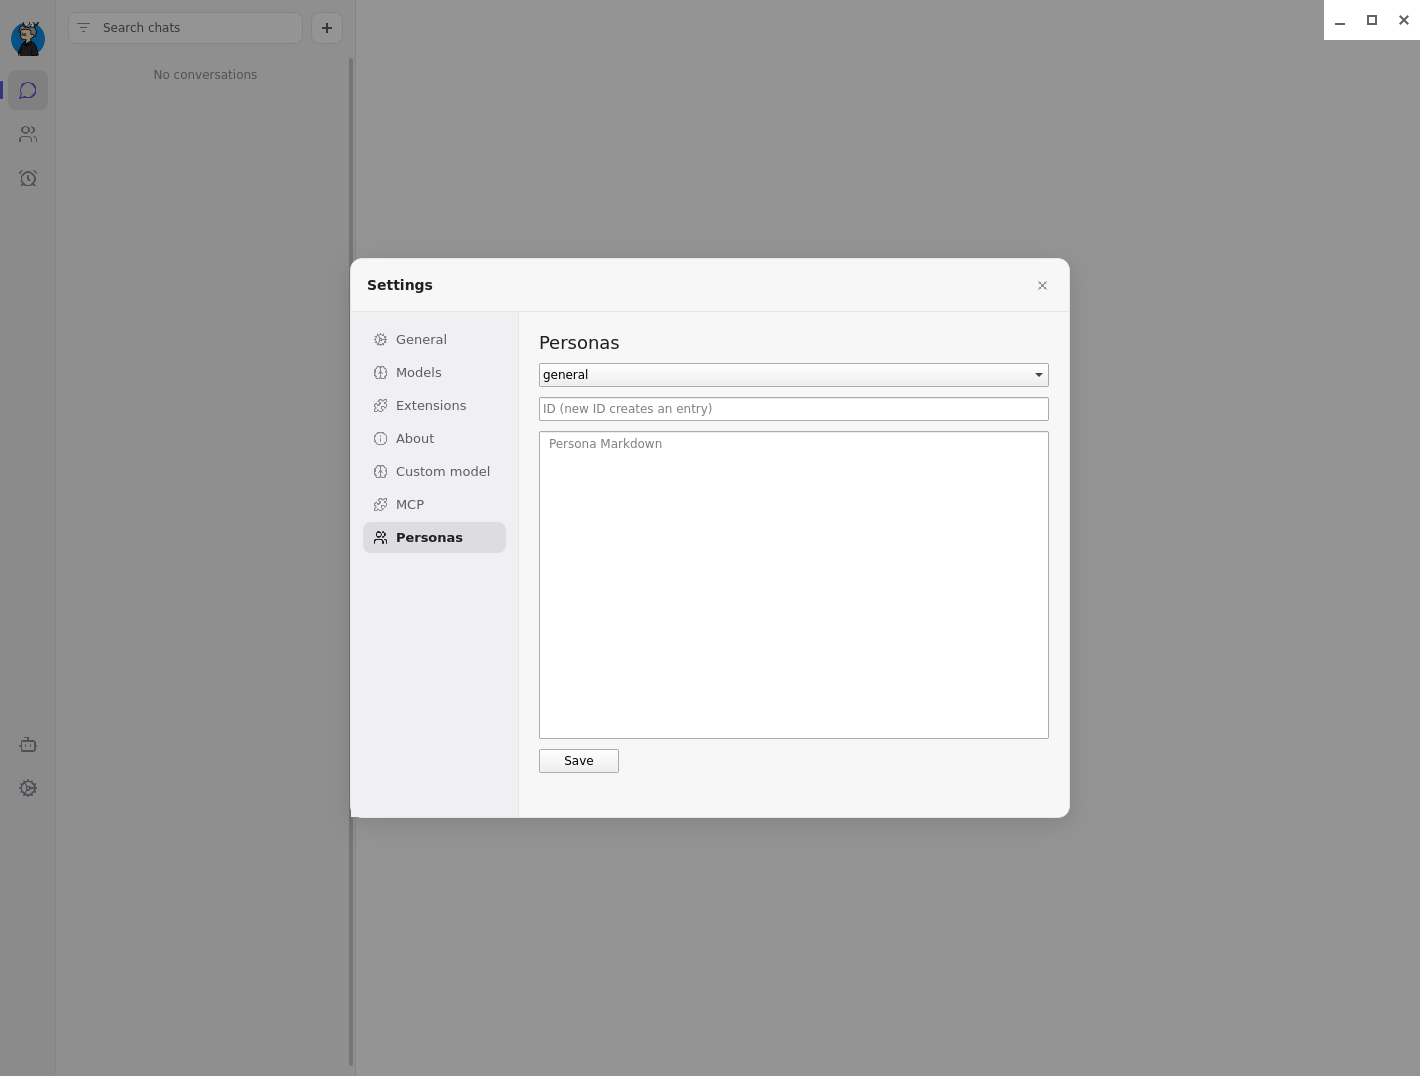 Search chats
No conversations
Settings
General
Models
Extensions
About
Custom model
MCP
Personas
Personas
general
ID (new ID creates an entry)
Persona Markdown
Save